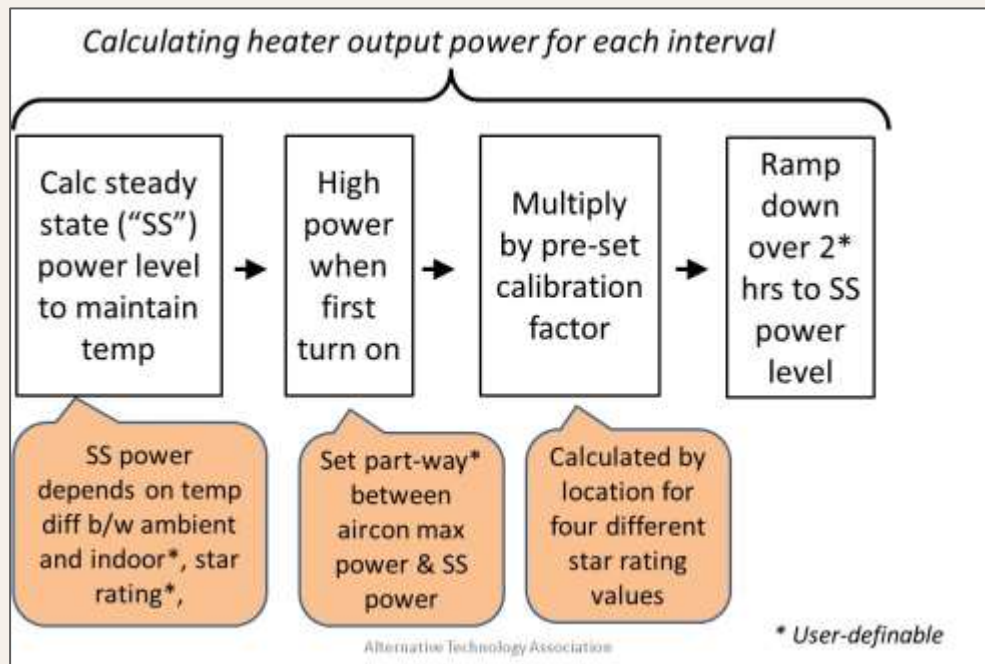 Calculating heater output power for each interval
Calc steady
state (“SS”)
power level
to maintain
temp
High
power
when
first
turn on
Multiply
by pre-set
calibration
factor
Ramp
down
over 2*
hrs to SS
power
level
SS power
depends on temp
diff b/w ambient
and indoor*, star
rating*,
Set part-way*
between
aircon max
power & SS
power
Calculated by
location for
four different
star rating
values
Alternative Technology Association
* User-definable